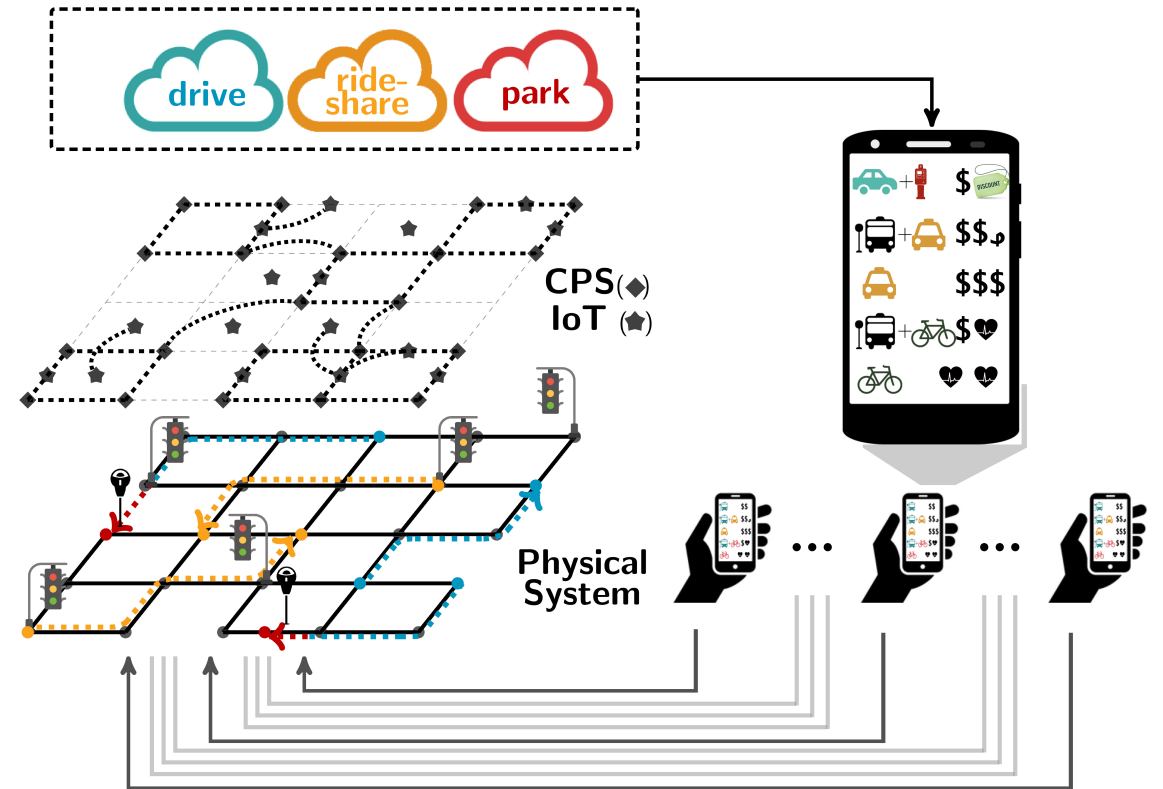 drive
ride-
share
park
+ $ DISCOUNT
+ $$
$$$
+ $
CPS(◆)
IoT (★)
Physical
System
$$
$$
$$$
$
...
$$
$$
$$$
$
...
$$
$$
$$$
$